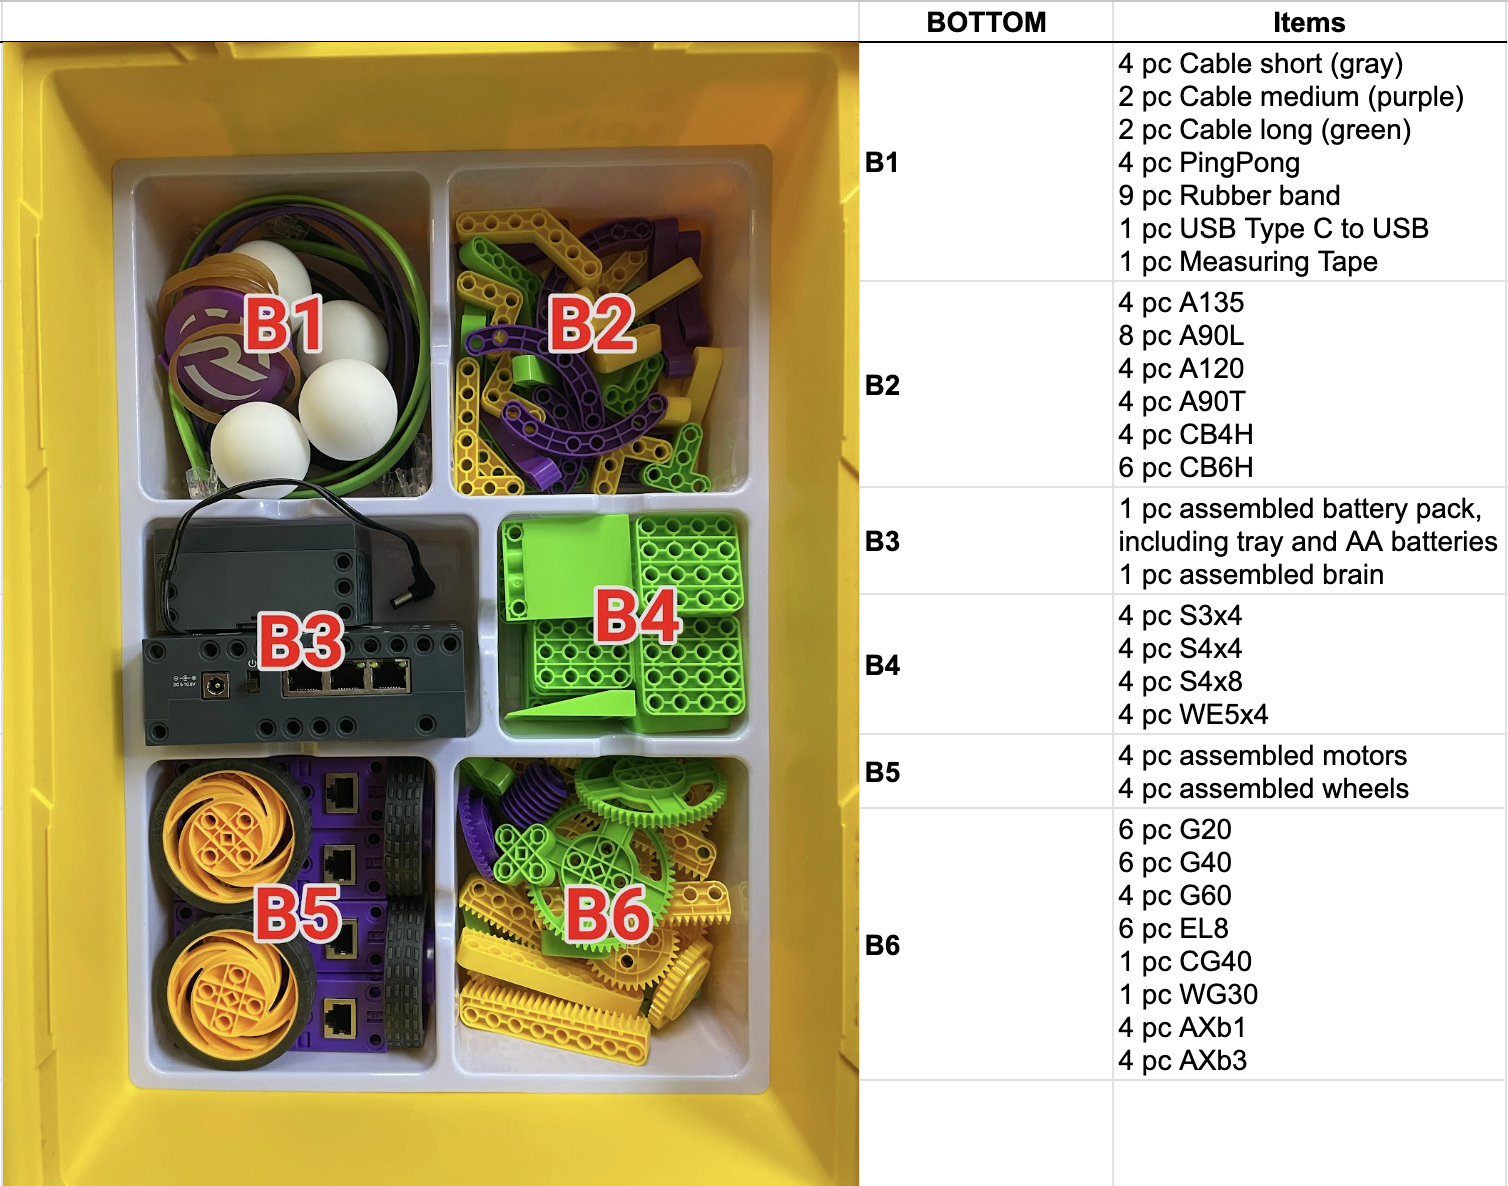 BOTTOM
Items
B1
4 pc Cable short (gray)
2 pc Cable medium (purple)
2 pc Cable long (green)
4 pc PingPong
9 pc Rubber band
1 pc USB Type C to USB
1 pc Measuring Tape
B2
4 pc A135
8 pc A90L
4 pc A120
4 pc A90T
4 pc CB4H
6 pc CB6H
B3
1 pc assembled battery pack,
including tray and AA batteries
1 pc assembled brain
B4
4 pc S3x4
4 pc S4x4
4 pc S4x8
4 pc WE5x4
B5
4 pc assembled motors
4 pc assembled wheels
B6
6 pc G20
6 pc G40
4 pc G60
6 pc EL8
1 pc CG40
1 pc WG30
4 pc AXb1
4 pc AXb3
B1
B2
R
B3
B4
B5
B6